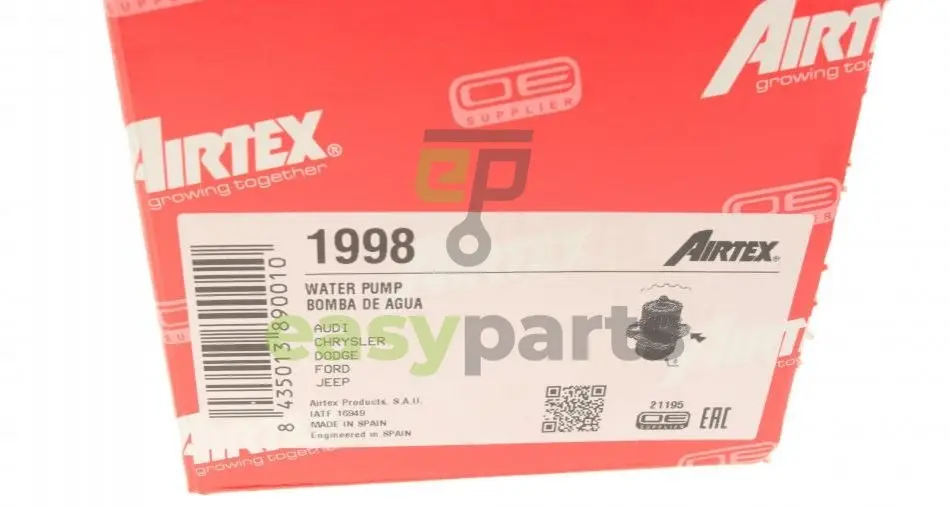 AIRTEX
growing tog
OE
SUPPLIER
AIRTEX®
growing together
ep
OE
1998
AIRTEX®
WATER PUMP
BOMBA DE AGUA
easyparts
AUDI
CHRYSLER
DODGE
FORD
JEEP
8 435013 890010
Airtex Products, S.A.U.
IATF 16949
MADE IN SPAIN
Engineered in SPAIN
21195
OE
SUPPLIER
EAC
AIRTEX
growing together